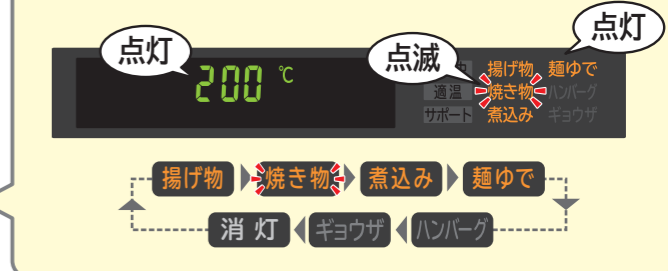 点灯
点滅
点灯
200 ℃
揚げ物 麺ゆで
適温 焼き物 ハンバーグ
サポート 煮込み ギョウザ
揚げ物 焼き物 煮込み 麺ゆで
消灯 ギョウザ ハンバーグ